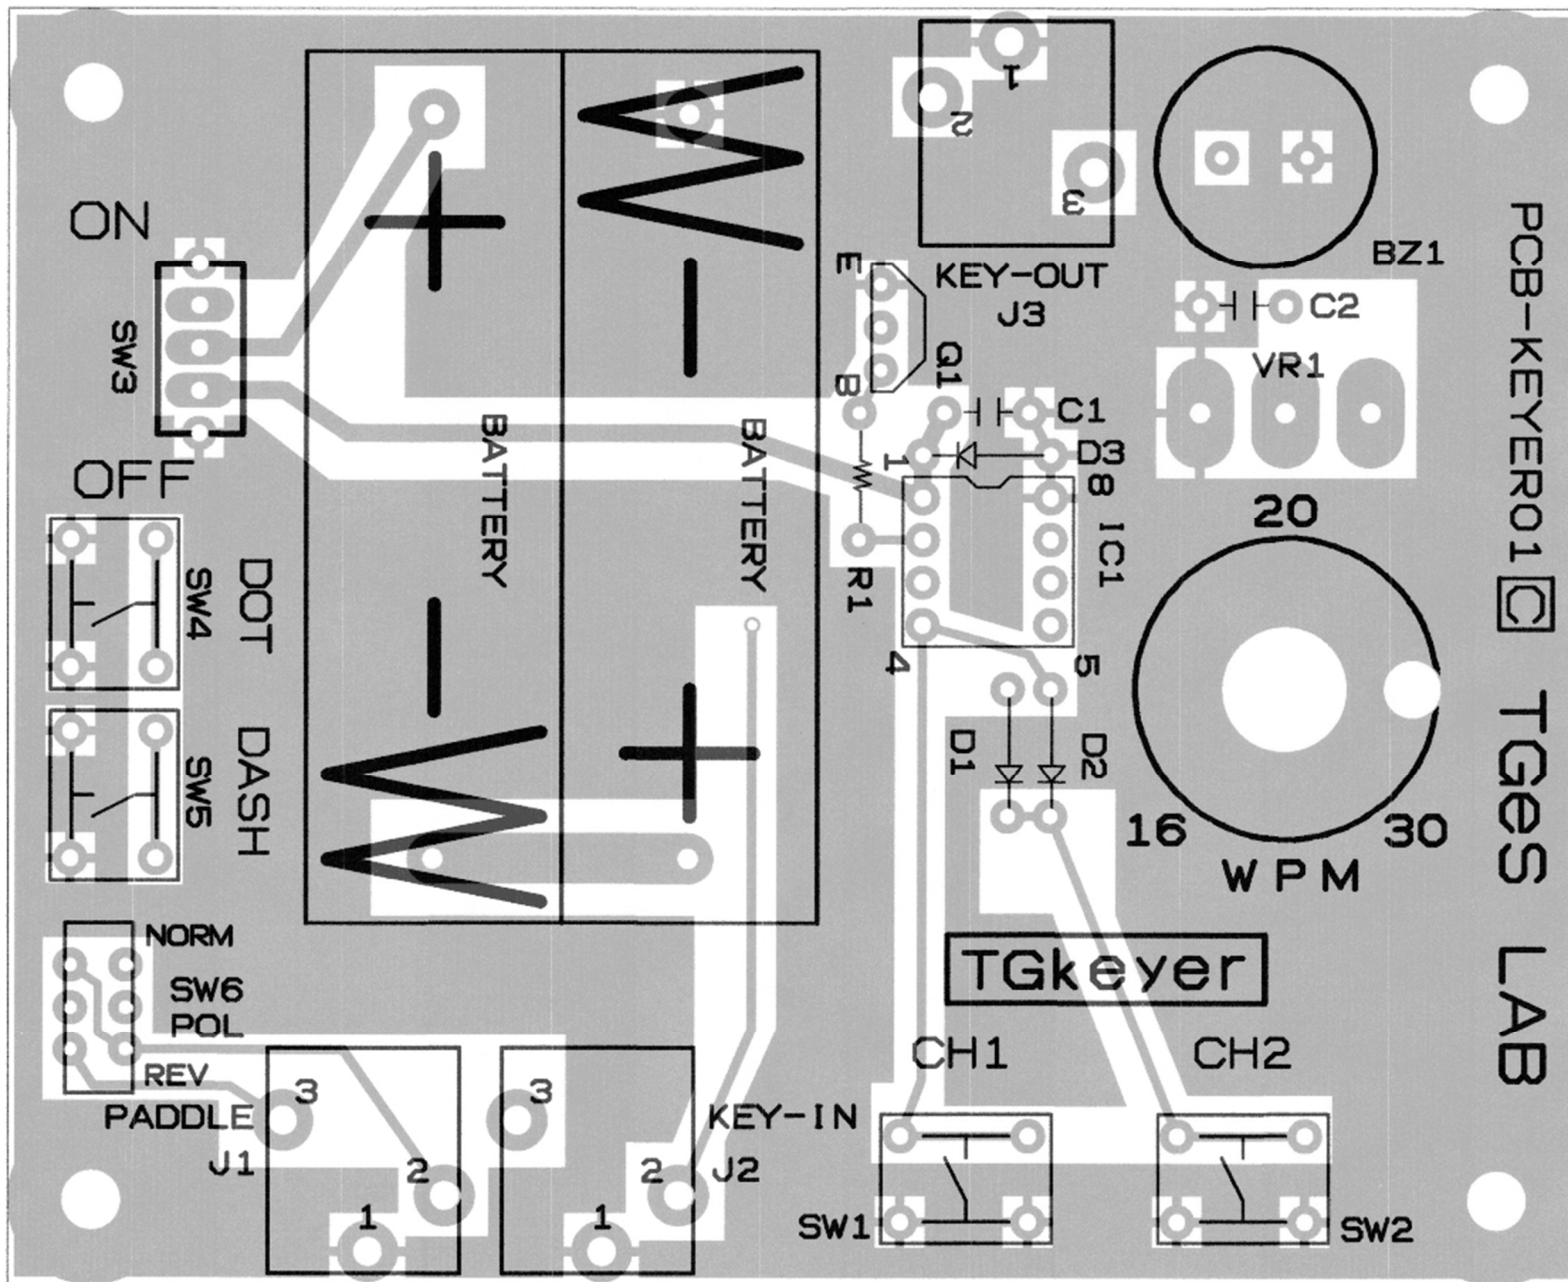 1
2
3
ON
+
-
BZ1
KEY-OUT
J3
E
C2
SW3
VR1
Q1
B
C1
BATTERY
BATTERY
D3
1
8
OFF
20
PCB-KEYER01 C
IC1
DOT
SW4
R1
4
5
-
+
D1
D2
DASH
SW5
16
30
WPM
TGeS LAB
NORM
SW6
POL
REV
TGkeyer
CH1
CH2
PADDLE
J1
3
2
1
3
2
1
KEY-IN
J2
SW1
SW2